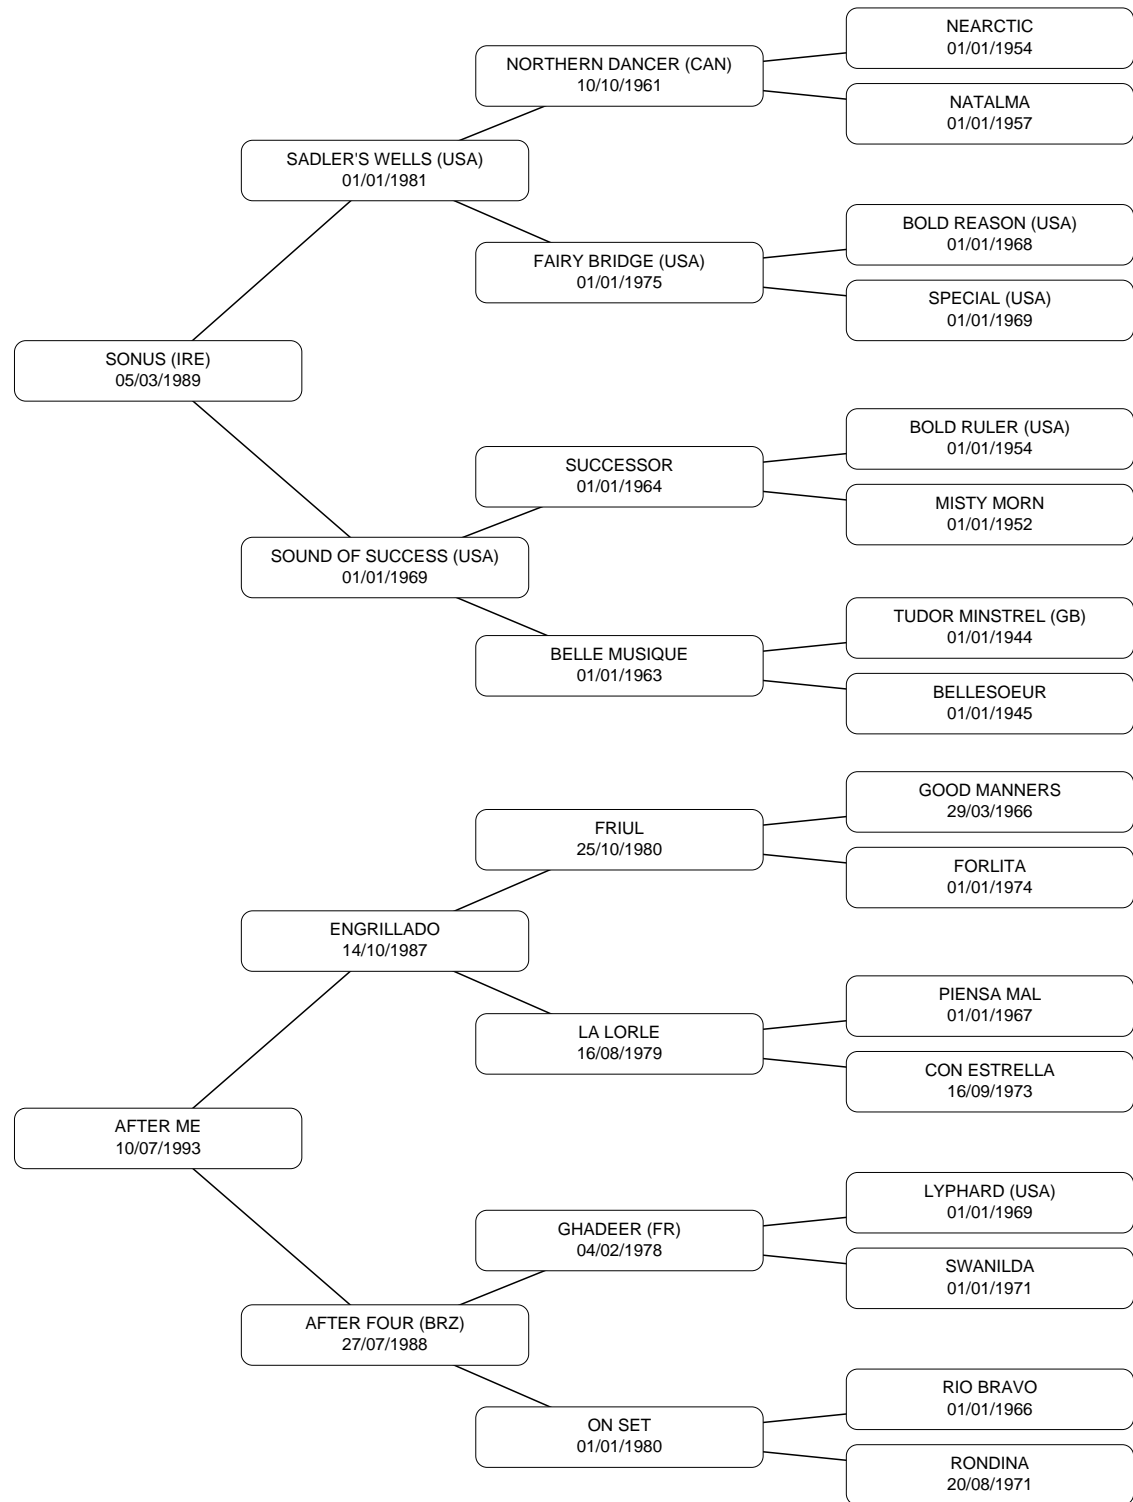 NEARCTIC
01/01/1954
NORTHERN DANCER (CAN)
10/10/1961
NATALMA
01/01/1957
SADLER'S WELLS (USA)
01/01/1981
BOLD REASON (USA)
01/01/1968
FAIRY BRIDGE (USA)
01/01/1975
SPECIAL (USA)
01/01/1969
SONUS (IRE)
05/03/1989
BOLD RULER (USA)
01/01/1954
SUCCESSOR
01/01/1964
MISTY MORN
01/01/1952
SOUND OF SUCCESS (USA)
01/01/1969
TUDOR MINSTREL (GB)
01/01/1944
BELLE MUSIQUE
01/01/1963
BELLESOEUR
01/01/1945
GOOD MANNERS
29/03/1966
FRIUL
25/10/1980
FORLITA
01/01/1974
ENGRILLADO
14/10/1987
PIENSA MAL
01/01/1967
LA LORLE
16/08/1979
CON ESTRELLA
16/09/1973
AFTER ME
10/07/1993
LYPHARD (USA)
01/01/1969
GHADEER (FR)
04/02/1978
SWANILDA
01/01/1971
AFTER FOUR (BRZ)
27/07/1988
RIO BRAVO
01/01/1966
ON SET
01/01/1980
RONDINA
20/08/1971